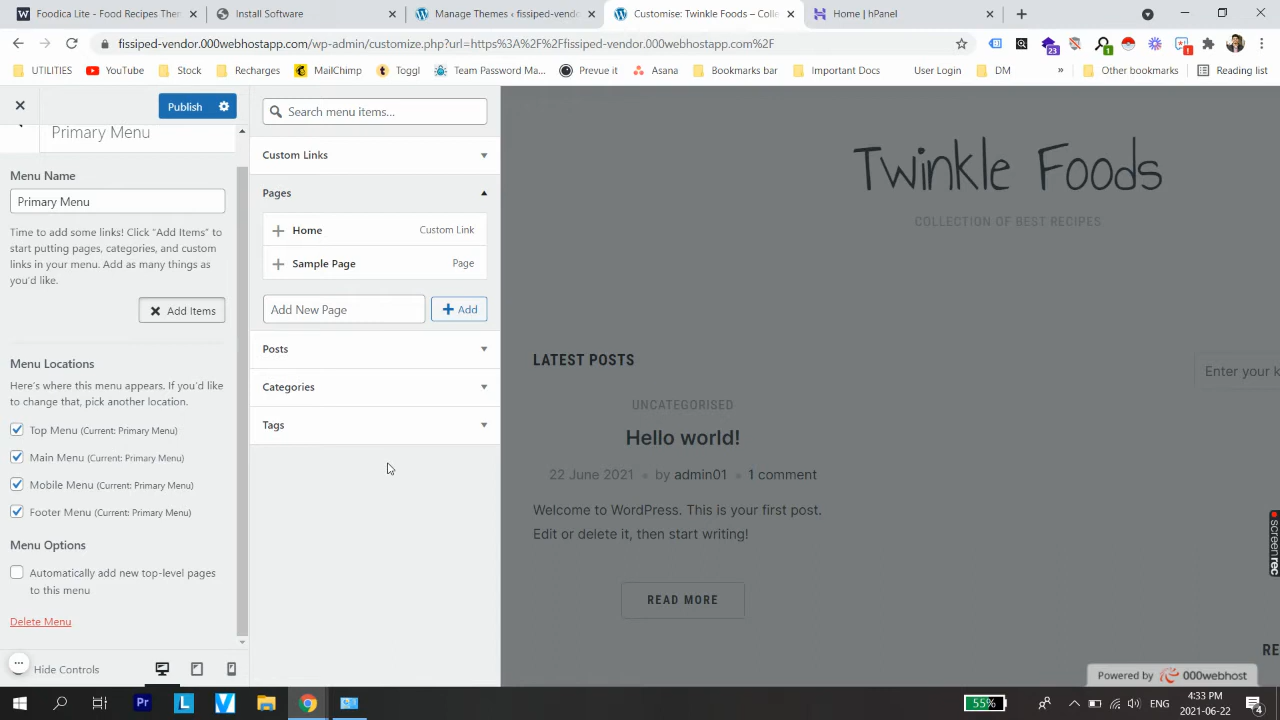 Foodica Lite - Food Recipes Them
Install Software
Manage Themes ‹ fissiped-vendo
Customise: Twinkle Foods – Colle
Home | hPanel
fissiped-vendor.000webhostapp.com/wp-admin/customize.php?url=https%3A%2F%2Ffissiped-vendor.000webhostapp.com%2F
23
1
1
UTILITIES
YouTube
Stock
Recharges
MailChimp
Toggl
Team Password Ma...
Prevue it
Asana
Bookmarks bar
Important Docs
User Login
DM
»
Other bookmarks
Reading list
Publish
Primary Menu
Menu Name
Primary Menu
Time to add some links! Click "Add Items" to
start putting pages, categories, and custom
links in your menu. Add as many things as
you'd like.
Add Items
Menu Locations
Here's where this menu appears. If you'd like
to change that, pick another location.
Top Menu (Current: Primary Menu)
Main Menu (Current: Primary Menu)
Mobile Menu (Current: Primary Menu)
Footer Menu (Current: Primary Menu)
Menu Options
Automatically add new top-level pages
to this menu
Delete Menu
Hide Controls
Search menu items...
Custom Links
Pages
Home Custom Link
Sample Page Page
Add New Page
+ Add
Posts
Categories
Tags
Twinkle Foods
COLLECTION OF BEST RECIPES
LATEST POSTS
Enter your k
UNCATEGORISED
Hello world!
22 June 2021 • by admin01 • 1 comment
Welcome to WordPress. This is your first post.
Edit or delete it, then start writing!
READ MORE
RE
screenrec
Powered by 000webhost
Pr
L
55%
ENG
4:33 PM
2021-06-22
4